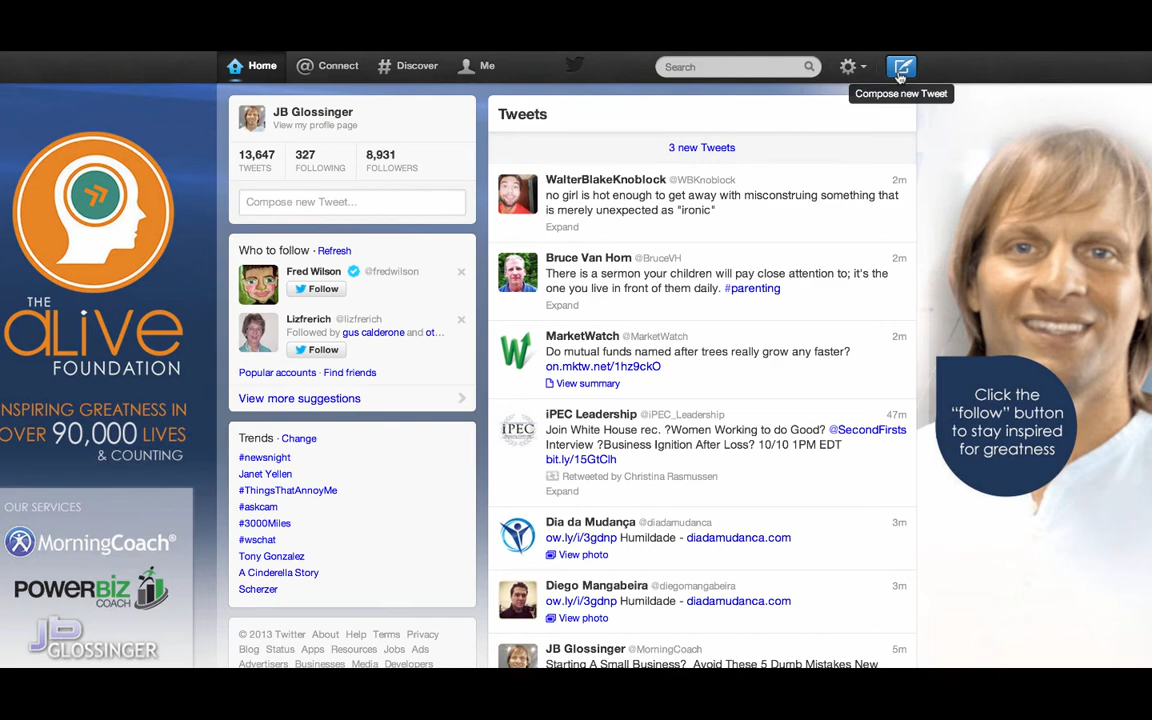 Home
Connect
Discover
Me
Search
Compose new Tweet
JB Glossinger
View my profile page
13,647
TWEETS
327
FOLLOWING
8,931
FOLLOWERS
Compose new Tweet...
Who to follow · Refresh
Fred Wilson @fredwilson
Follow
Lizfrerich @lizfrerich
Followed by gus calderone and ot...
Follow
Popular accounts · Find friends
View more suggestions
Trends · Change
#newsnight
Janet Yellen
#ThingsThatAnnoyMe
#askcam
#3000Miles
#wschat
Tony Gonzalez
A Cinderella Story
Scherzer
© 2013 Twitter About Help Terms Privacy
Blog Status Apps Resources Jobs Ads
Advertisers Businesses Media Developers
Tweets
3 new Tweets
WalterBlakeKnoblock @WBKnoblock 2m
no girl is hot enough to get away with misconstruing something that
is merely unexpected as "ironic"
Expand
Bruce Van Horn @BruceVH 2m
There is a sermon your children will pay close attention to; it's the
one you live in front of them daily. #parenting
Expand
MarketWatch @MarketWatch 2m
Do mutual funds named after trees really grow any faster?
on.mktw.net/1hz9ckO
View summary
iPEC Leadership @iPEC_Leadership 47m
Join White House rec. ?Women Working to do Good? @SecondFirsts
Interview ?Business Ignition After Loss? 10/10 1PM EDT
bit.ly/15GtClh
Retweeted by Christina Rasmussen
Expand
Dia da Mudança @diadamudanca 3m
ow.ly/i/3gdnp Humildade - diadamudanca.com
View photo
Diego Mangabeira @diegomangabeira 3m
ow.ly/i/3gdnp Humildade - diadamudanca.com
View photo
JB Glossinger @MorningCoach 5m
Starting A Small Business? Avoid These 5 Dumb Mistakes New
THE
aLive
FOUNDATION
INSPIRING GREATNESS IN
OVER 90,000 LIVES
& COUNTING
OUR SERVICES
MorningCoach®
POWERBIZ
COACH
JB
GLOSSINGER
iPEC
Click the
"follow" button
to stay inspired
for greatness